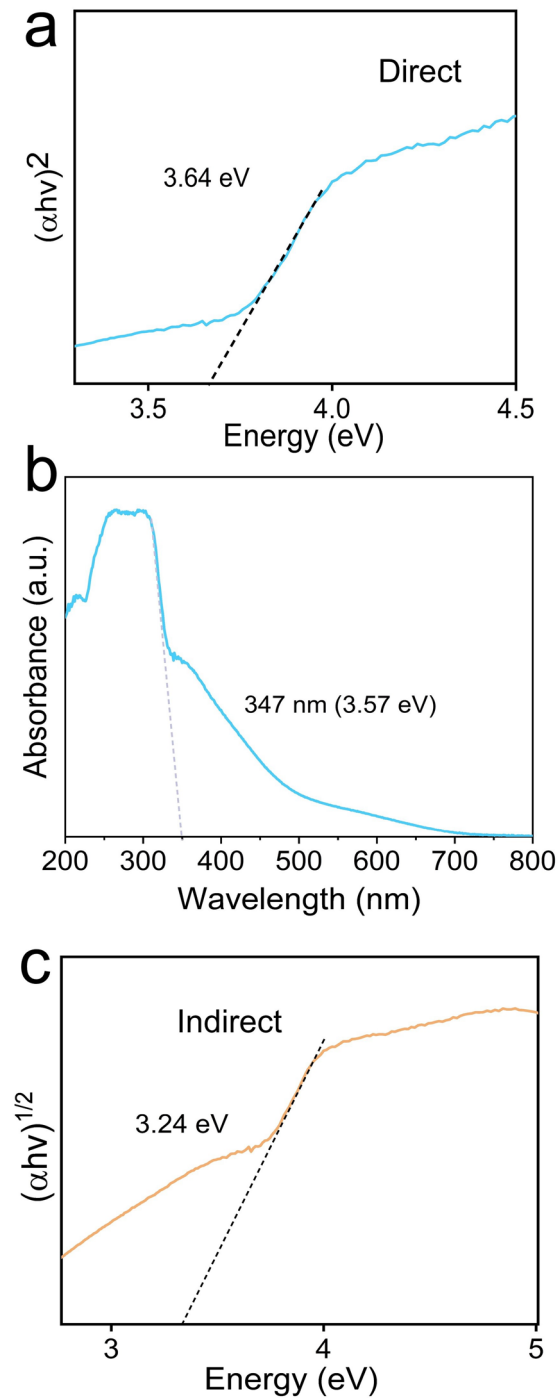 a
Direct
3.64 eV
(αhv)2
3.5 4.0 4.5
Energy (eV)
b
Absorbance (a.u.)
347 nm (3.57 eV)
200 300 400 500 600 700 800
Wavelength (nm)
c
Indirect
3.24 eV
(αhv)1/2
3 4 5
Energy (eV)